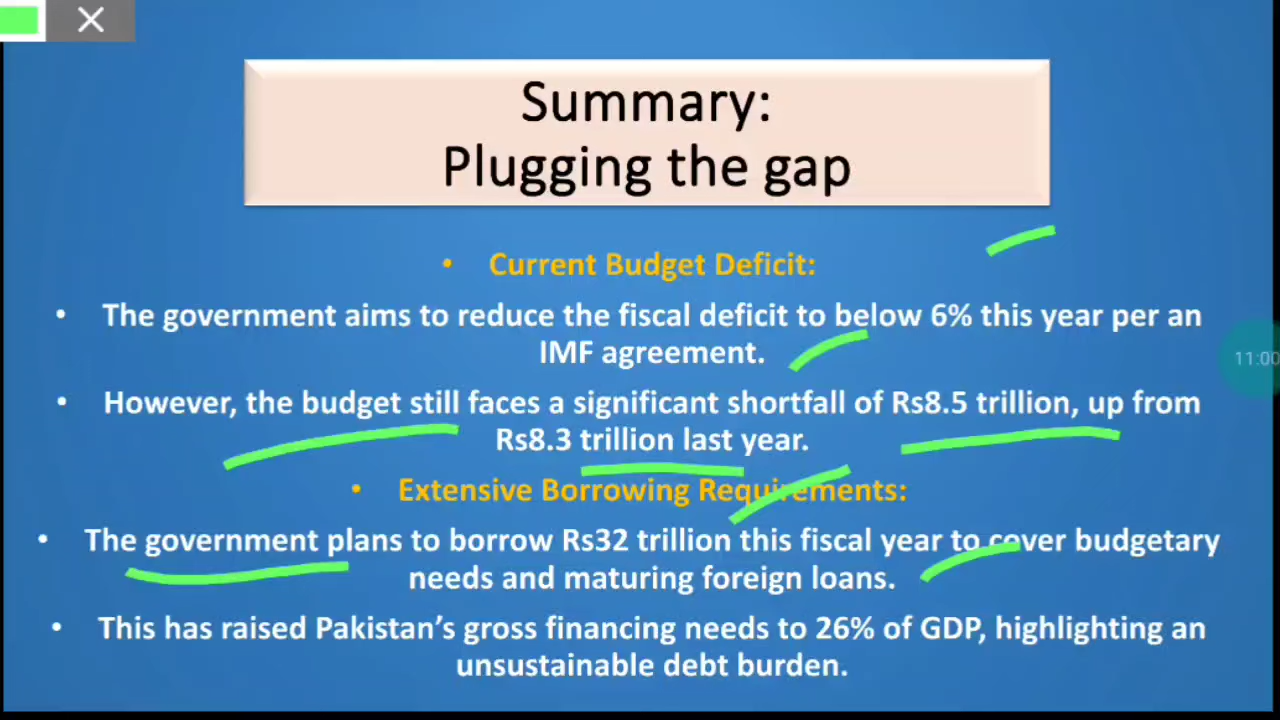 Summary:
Plugging the gap
• Current Budget Deficit:
• The government aims to reduce the fiscal deficit to below 6% this year per an
IMF agreement.
• However, the budget still faces a significant shortfall of Rs8.5 trillion, up from
Rs8.3 trillion last year.
11:00
• Extensive Borrowing Requirements:
• The government plans to borrow Rs32 trillion this fiscal year to cover budgetary
needs and maturing foreign loans.
• This has raised Pakistan's gross financing needs to 26% of GDP, highlighting an
unsustainable debt burden.